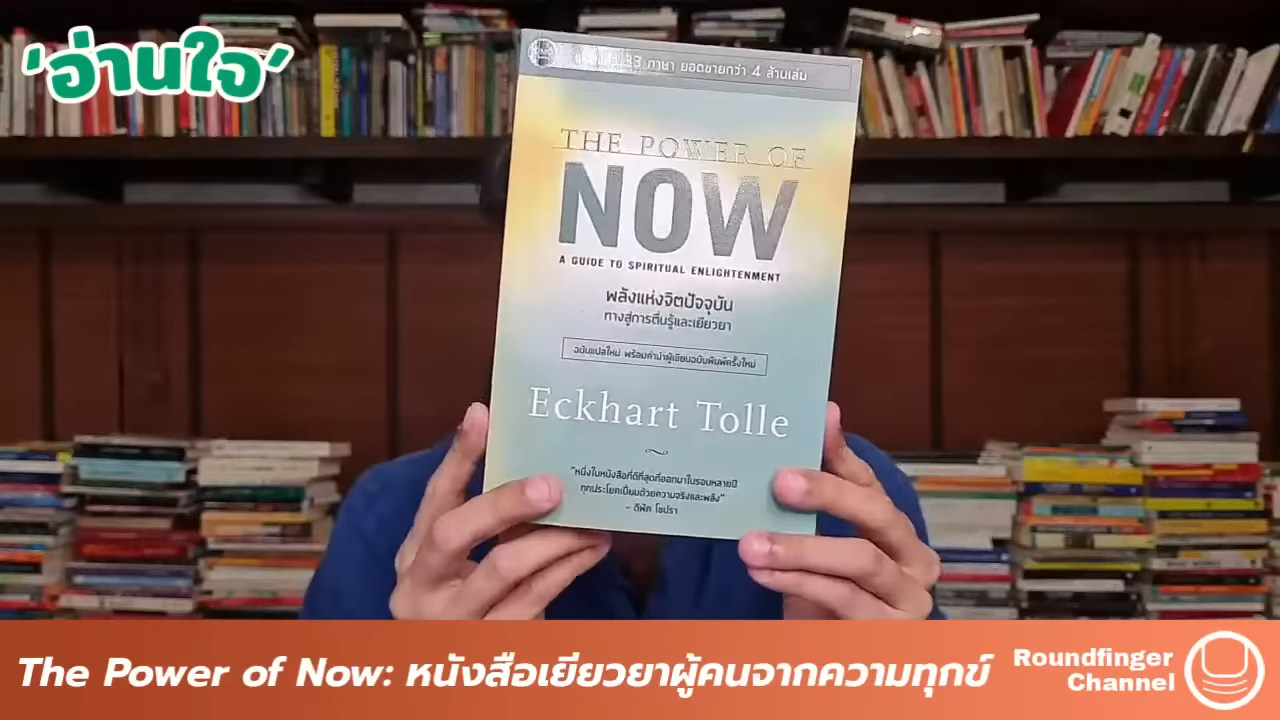 'อ่านใจ'
33 ภาษา ยอดขายกว่า 4 ล้านเล่ม
THE POWER OF
NOW
A GUIDE TO SPIRITUAL ENLIGHTENMENT
พลังแห่งจิตปัจจุบัน
ทางสู่การตื่นรู้และเยียวยา
ฉบับแปลใหม่ พร้อมคำนำผู้เขียนฉบับพิมพ์ครั้งใหม่
Eckhart Tolle
"หนึ่งในหนังสือที่ดีที่สุดที่ออกมาในรอบหลายปี
ทุกประโยคเปี่ยมด้วยความจริงและพลัง"
- ดีพัค โชปรา
The Power of Now: หนังสือเยียวยาผู้คนจากความทุกข์
Roundfinger
Channel